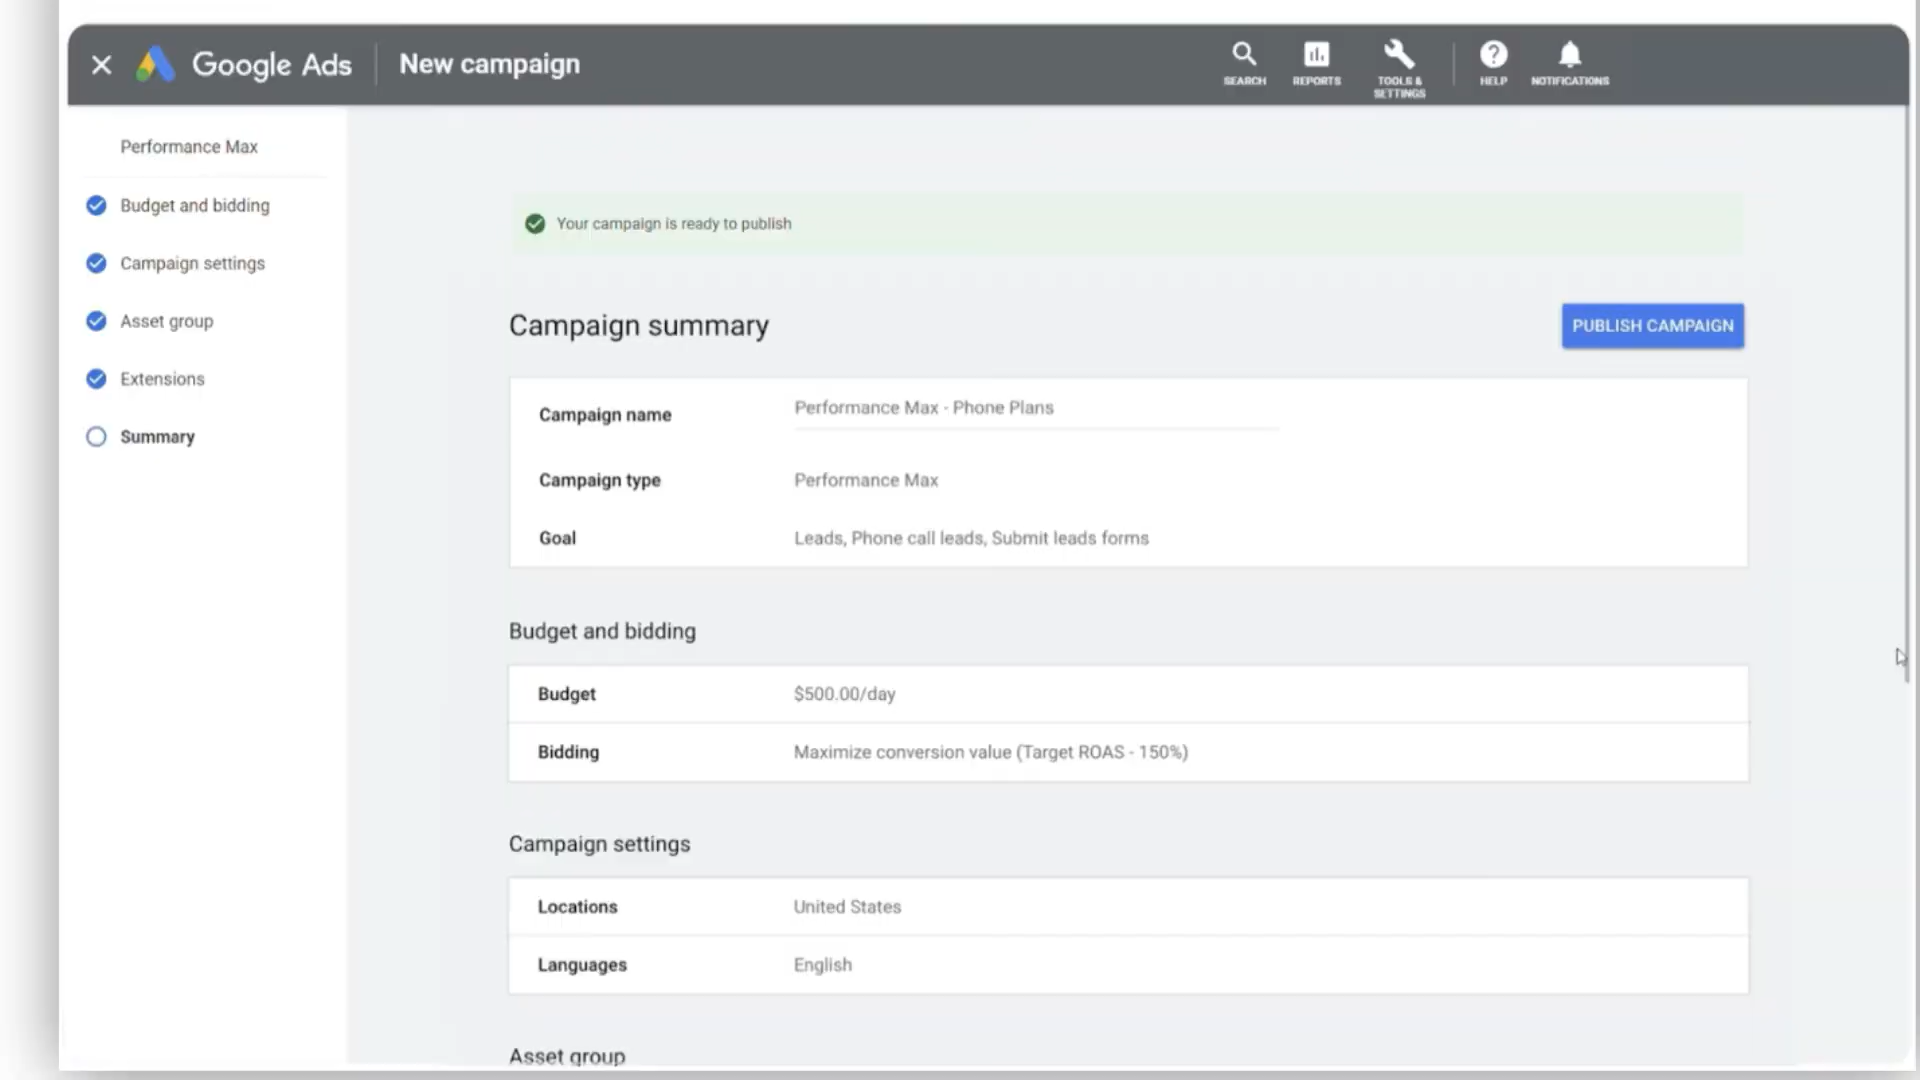 Google Ads
New campaign
SEARCH
REPORTS
TOOLS &
SETTINGS
HELP
NOTIFICATIONS
Performance Max
Budget and bidding
Campaign settings
Asset group
Extensions
Summary
Your campaign is ready to publish
Campaign summary
PUBLISH CAMPAIGN
Campaign name Performance Max - Phone Plans
Campaign type Performance Max
Goal Leads, Phone call leads, Submit leads forms
Budget and bidding
Budget $500.00/day
Bidding Maximize conversion value (Target ROAS - 150%)
Campaign settings
Locations United States
Languages English
Asset group